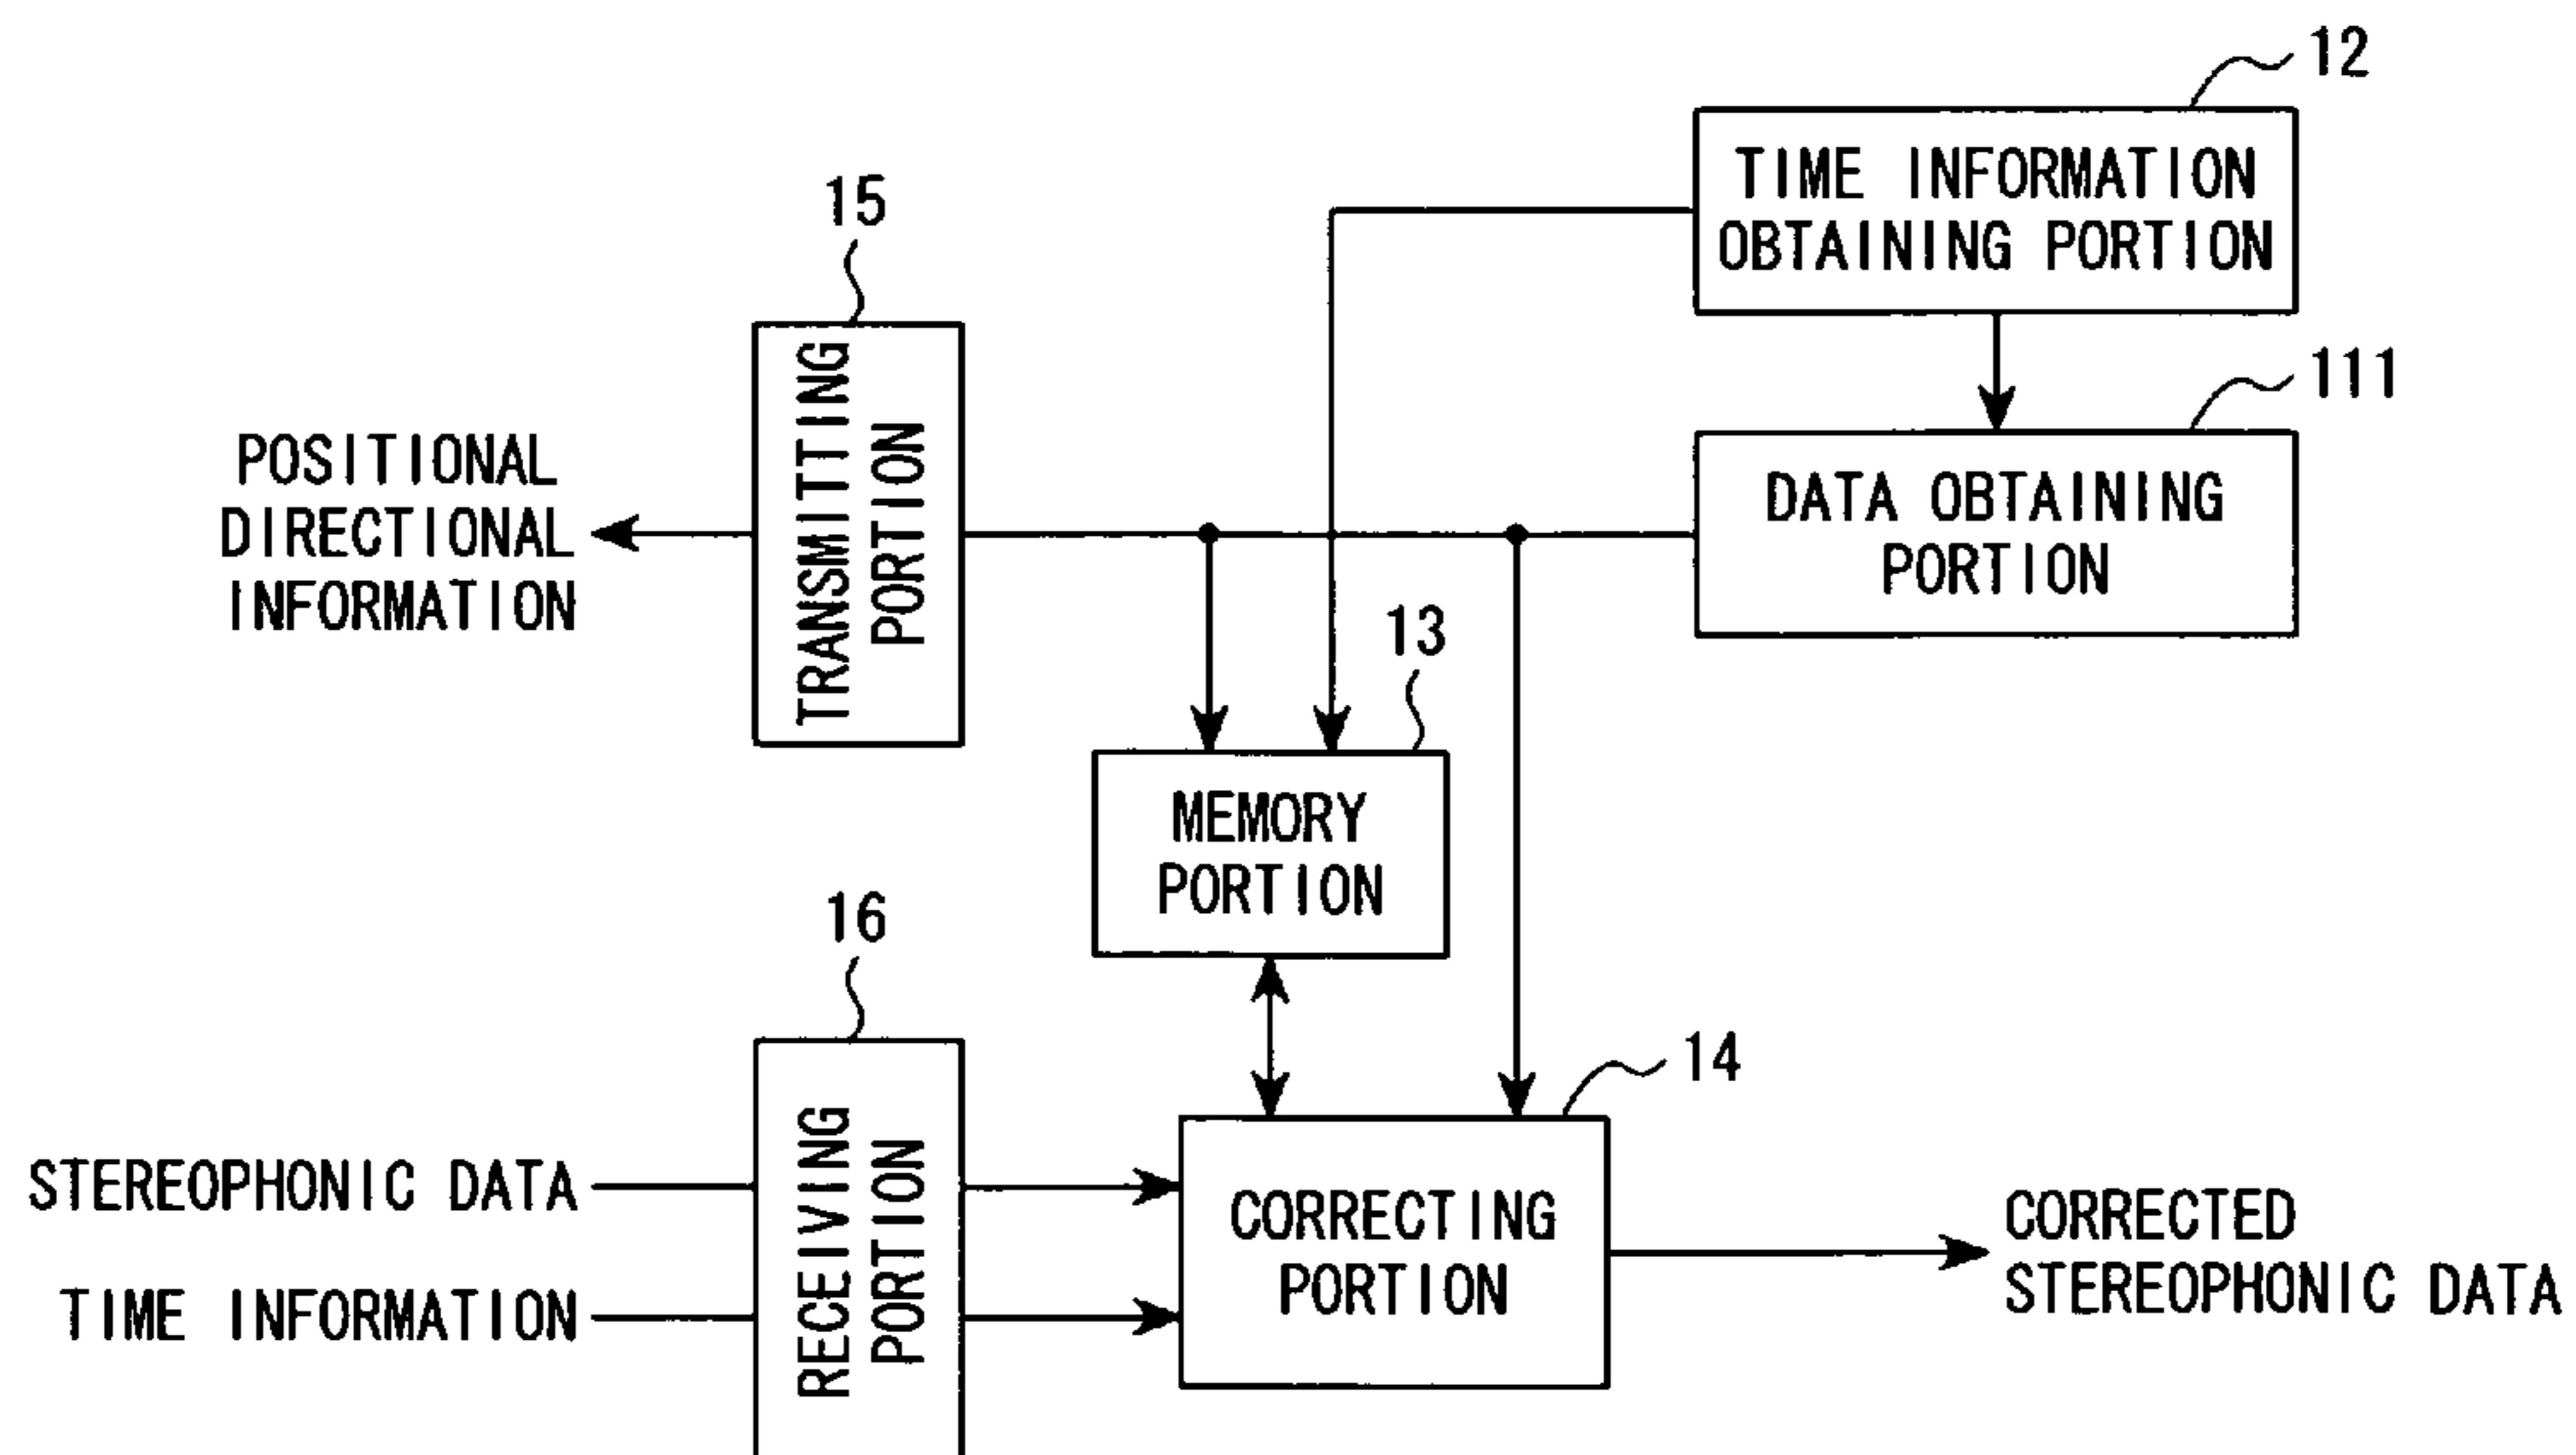 12
TIME INFORMATION
OBTAINING PORTION
15
TRANSMITTING
PORTION
111
DATA OBTAINING
PORTION
POSITIONAL
DIRECTIONAL
INFORMATION
13
MEMORY
PORTION
16
RECEIVING
PORTION
14
STEREOPHONIC DATA
TIME INFORMATION
CORRECTING
PORTION
CORRECTED
STEREOPHONIC DATA